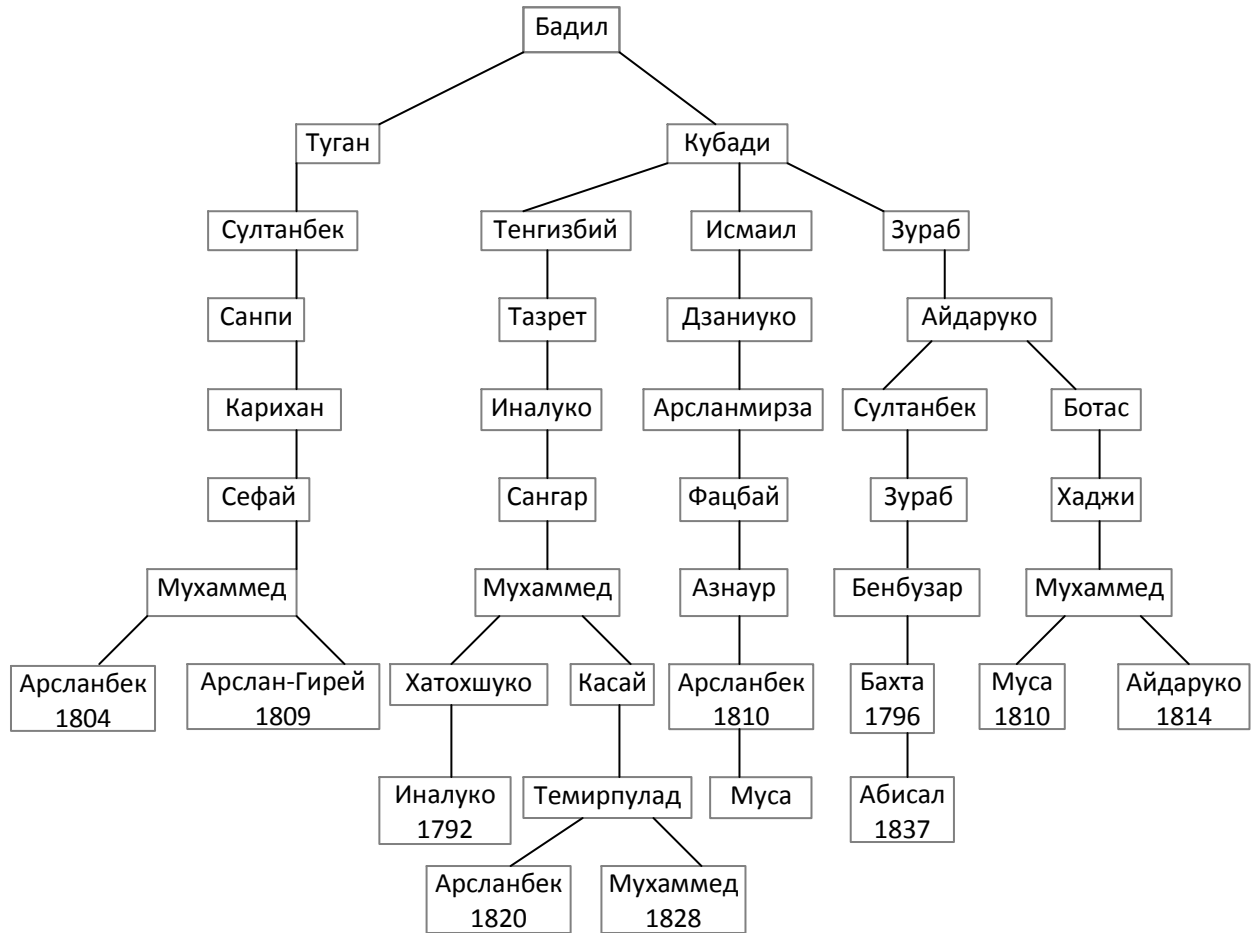 Бадил
Туган
Кубади
Султанбек
Тенгизбий
Исмаил
Зураб
Санпи
Тазрет
Дзаниуко
Айдаруко
Карихан
Иналуко
Арсланмирза
Султанбек
Ботас
Сефай
Сангар
Фацбай
Зураб
Хаджи
Мухаммед
Мухаммед
Азнаур
Бенбузар
Мухаммед
Арсланбек
1804
Арслан-Гирей
1809
Хатохшуко
Касай
Арсланбек
1810
Бахта
1796
Муса
1810
Айдаруко
1814
Иналуко
1792
Темирпулад
Муса
Абисал
1837
Арсланбек
1820
Мухаммед
1828